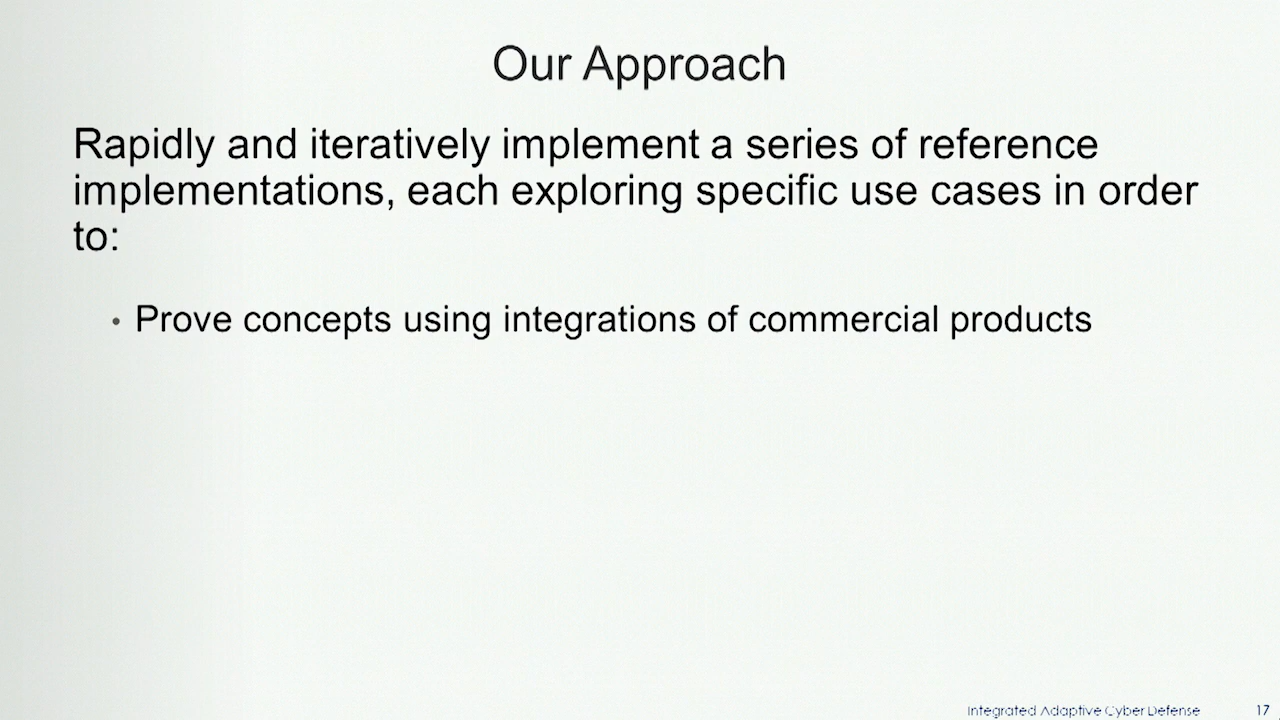 Our Approach
Rapidly and iteratively implement a series of reference
implementations, each exploring specific use cases in order
to:
• Prove concepts using integrations of commercial products
Integrated Adaptive Cyber Defense 17